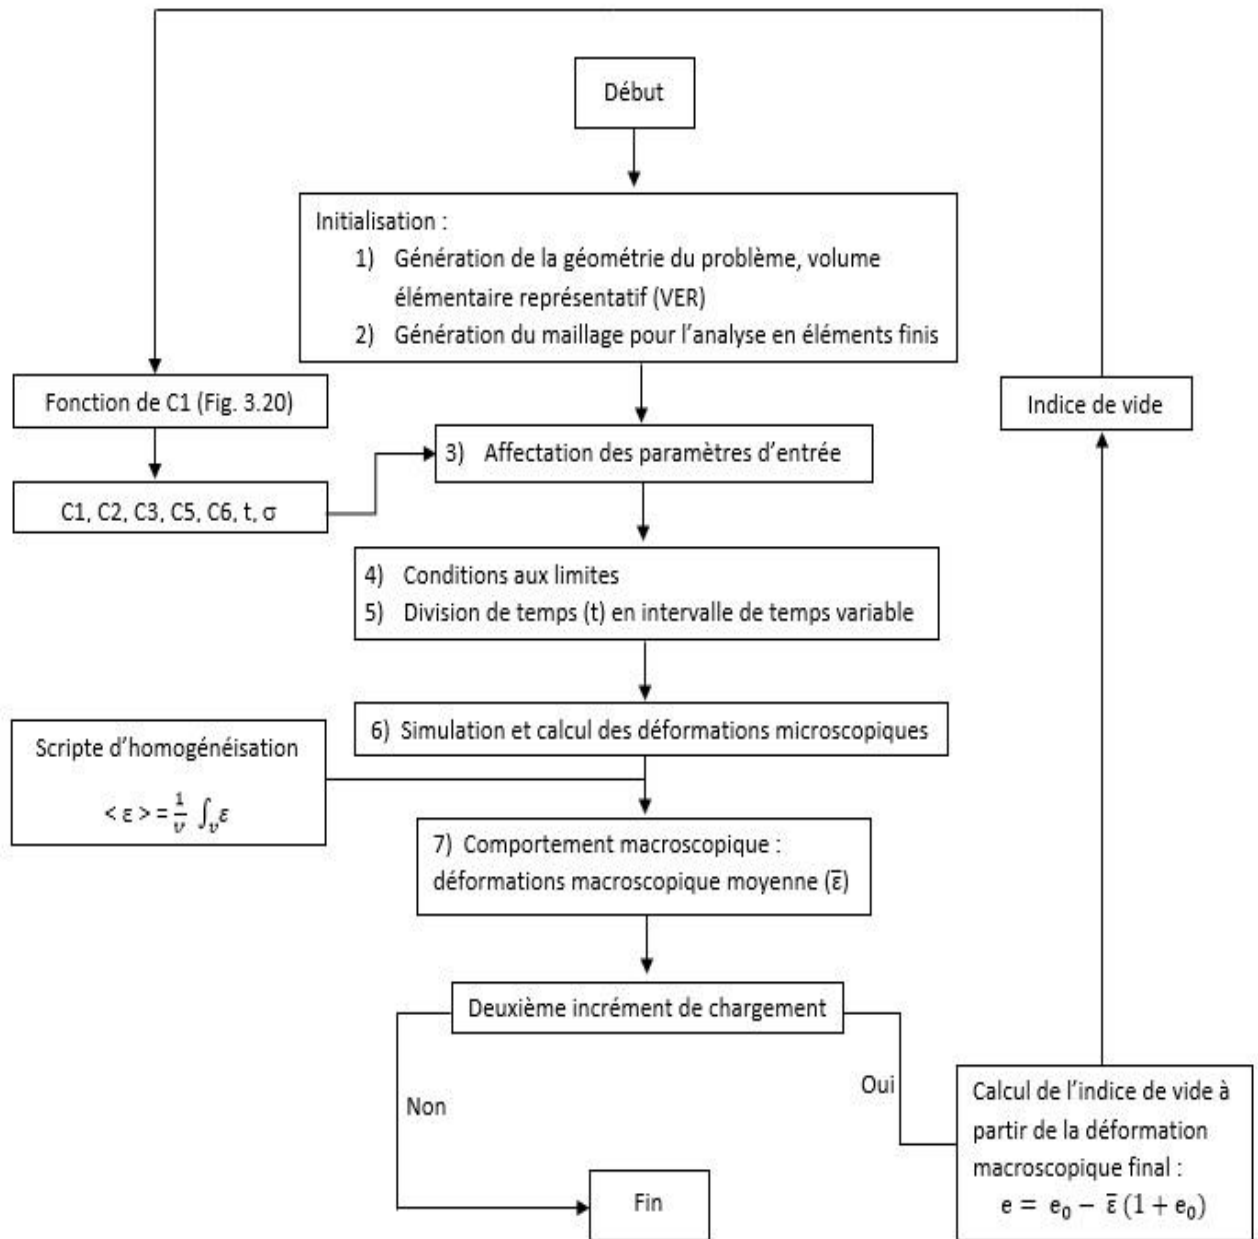 Début
Initialisation :
1) Génération de la géométrie du problème, volume
élémentaire représentatif (VER)
2) Génération du maillage pour l'analyse en éléments finis
Fonction de C1 (Fig. 3.20)
Indice de vide
3) Affectation des paramètres d'entrée
C1, C2, C3, C5, C6, t, σ
4) Conditions aux limites
5) Division de temps (t) en intervalle de temps variable
6) Simulation et calcul des déformations microscopiques
Scripte d'homogénéisation
< ε > = 1/v ∫_v ε
7) Comportement macroscopique :
déformations macroscopique moyenne (ε̅)
Deuxième incrément de chargement
Non
Oui
Calcul de l'indice de vide à
partir de la déformation
macroscopique final :
e = e₀ − ε̅ (1 + e₀)
Fin